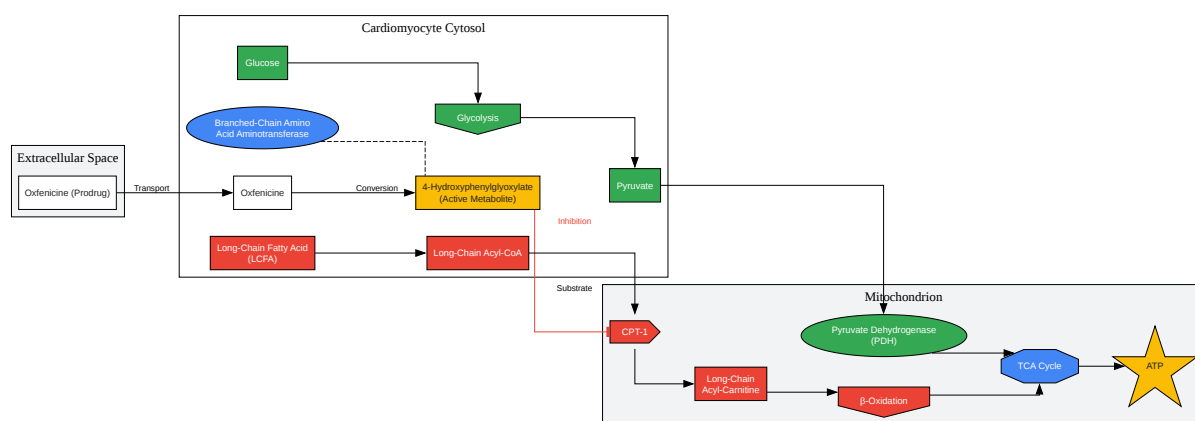 Cardiomyocyte Cytosol
Glucose
Glycolysis
Branched-Chain Amino
Acid Aminotransferase
Extracellular Space
Oxfenicine (Prodrug)
Transport
Oxfenicine
Conversion
4-Hydroxyphenylglyoxylate
(Active Metabolite)
Pyruvate
Inhibition
Long-Chain Fatty Acid
(LCFA)
Long-Chain Acyl-CoA
Substrate
Mitochondrion
CPT-1
Pyruvate Dehydrogenase
(PDH)
TCA Cycle
ATP
Long-Chain
Acyl-Carnitine
β-Oxidation